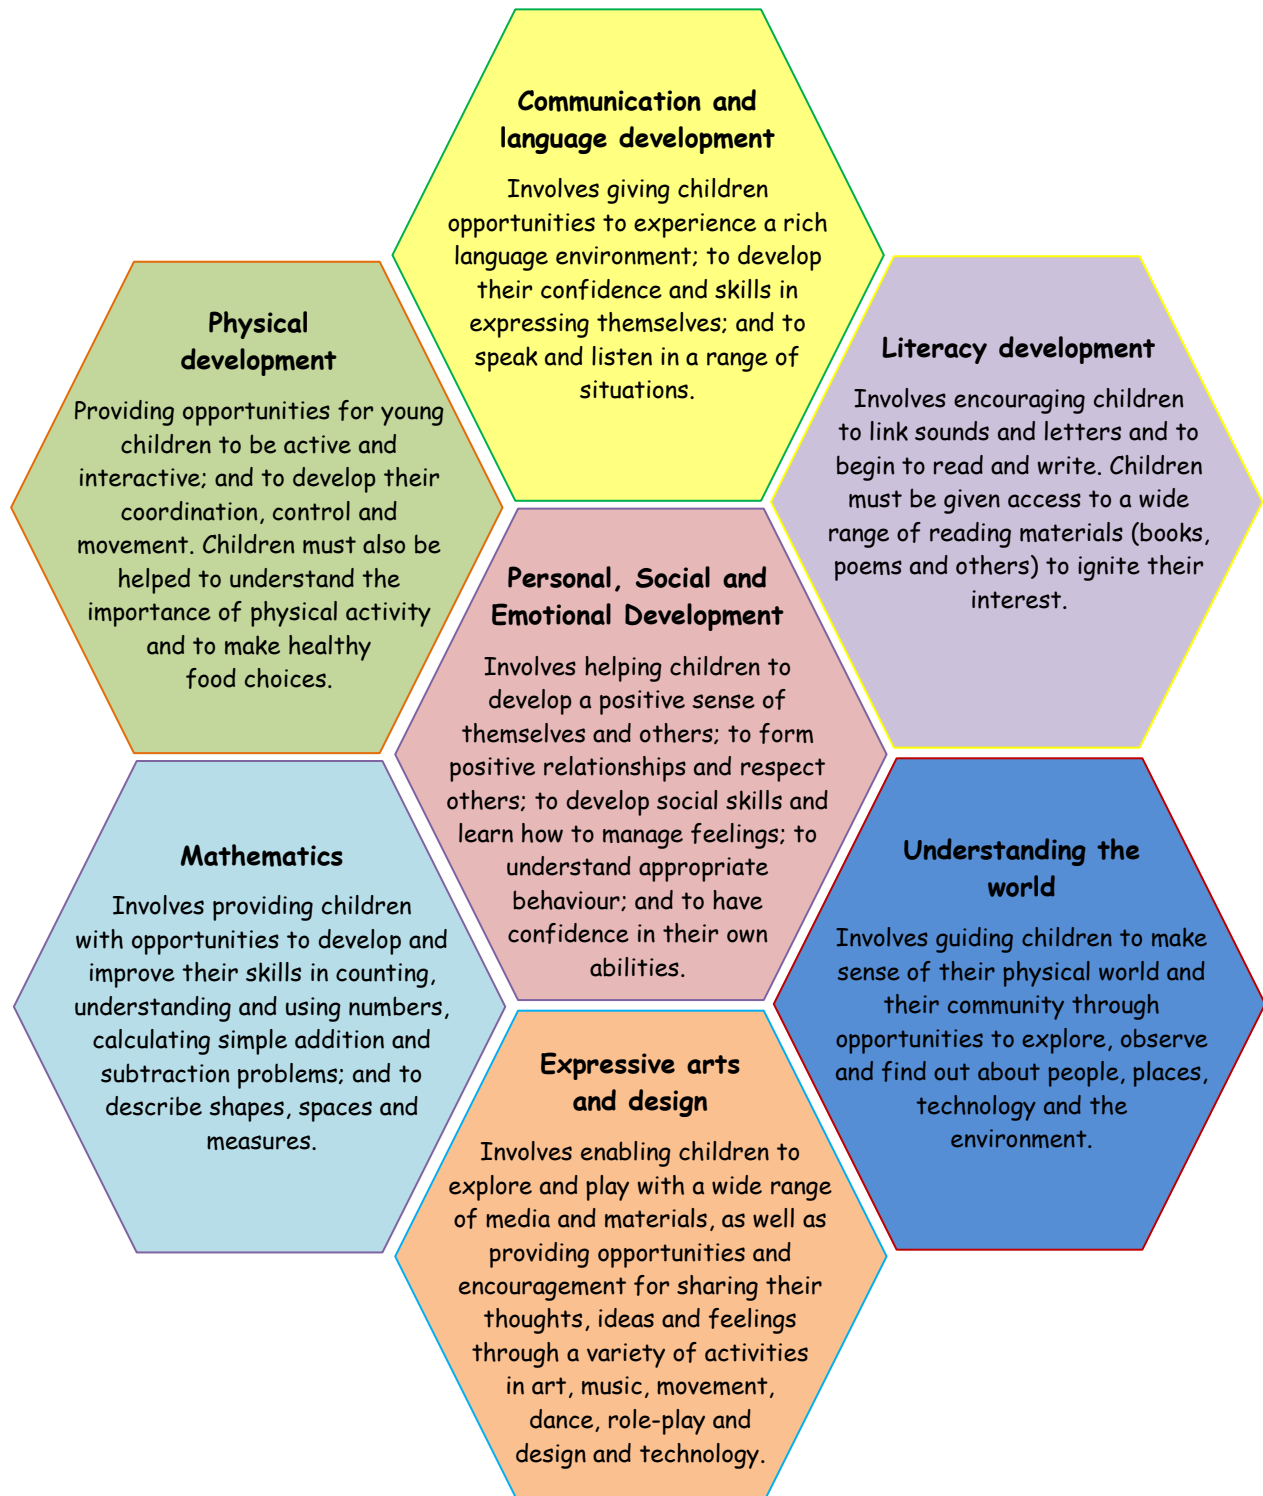 Communication and
language development
Involves giving children
opportunities to experience a rich
language environment; to develop
their confidence and skills in
expressing themselves; and to
speak and listen in a range of
situations.
Physical
development
Providing opportunities for young
children to be active and
interactive; and to develop their
coordination, control and
movement. Children must also be
helped to understand the
importance of physical activity
and to make healthy
food choices.
Literacy development
Involves encouraging children
to link sounds and letters and to
begin to read and write. Children
must be given access to a wide
range of reading materials (books,
poems and others) to ignite their
interest.
Personal, Social and
Emotional Development
Involves helping children to
develop a positive sense of
themselves and others; to form
positive relationships and respect
others; to develop social skills and
learn how to manage feelings; to
understand appropriate
behaviour; and to have
confidence in their own
abilities.
Mathematics
Involves providing children
with opportunities to develop and
improve their skills in counting,
understanding and using numbers,
calculating simple addition and
subtraction problems; and to
describe shapes, spaces and
measures.
Understanding the
world
Involves guiding children to make
sense of their physical world and
their community through
opportunities to explore, observe
and find out about people, places,
technology and the
environment.
Expressive arts
and design
Involves enabling children to
explore and play with a wide range
of media and materials, as well as
providing opportunities and
encouragement for sharing their
thoughts, ideas and feelings
through a variety of activities
in art, music, movement,
dance, role-play and
design and technology.